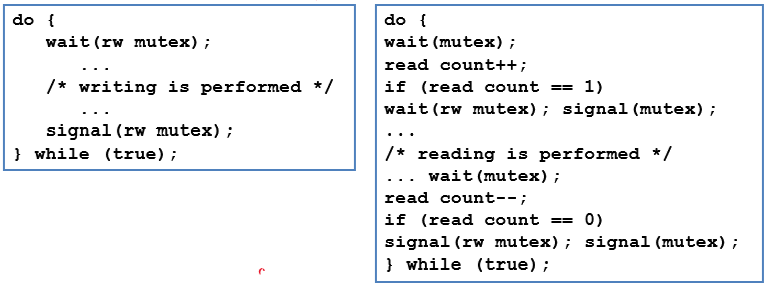 do {
wait(rw mutex);
...
/* writing is performed */
...
signal(rw mutex);
} while (true);
do {
wait(mutex);
read count++;
if (read count == 1)
wait(rw mutex); signal(mutex);
...
/* reading is performed */
... wait(mutex);
read count--;
if (read count == 0)
signal(rw mutex); signal(mutex);
} while (true);